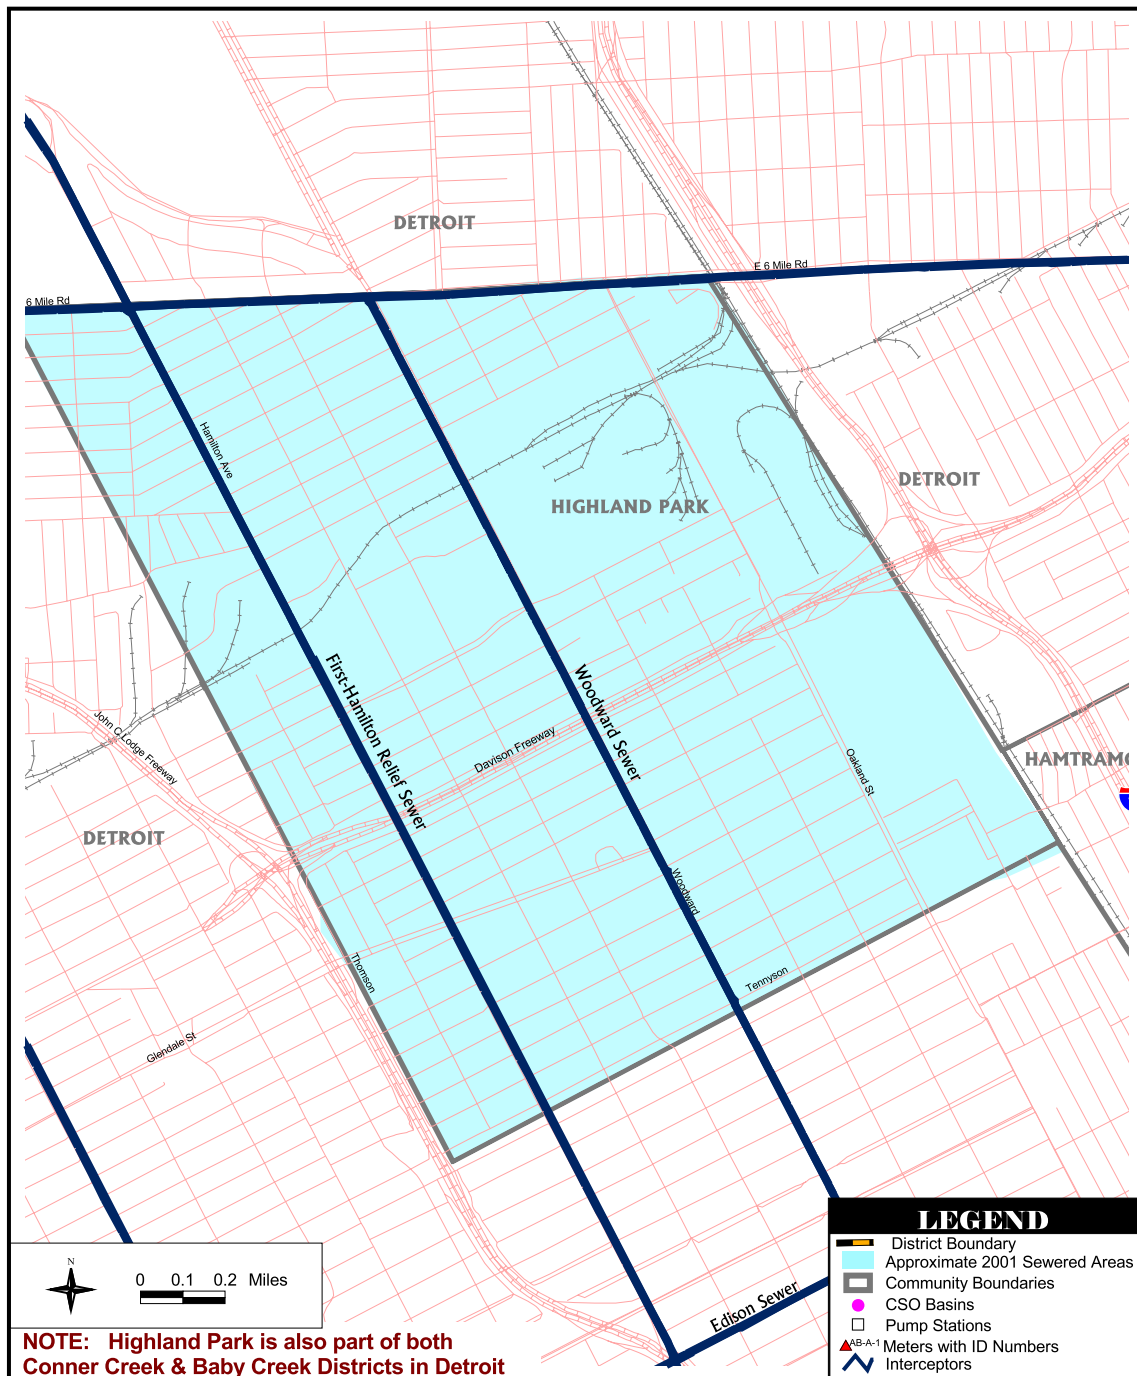 DETROIT
E 6 Mile Rd
6 Mile Rd
Hamilton Ave
DETROIT
HIGHLAND PARK
First-Hamilton Relief Sewer
Woodward Sewer
John C Lodge Freeway
Davison Freeway
Oakland St
HAMTRAMC
DETROIT
Woodward
Thomson
Tennyson
Glendale St
Edison Sewer
N
0 0.1 0.2 Miles
NOTE: Highland Park is also part of both
Conner Creek & Baby Creek Districts in Detroit
LEGEND
District Boundary
Approximate 2001 Sewered Areas
Community Boundaries
CSO Basins
Pump Stations
AB-A-1 Meters with ID Numbers
Interceptors